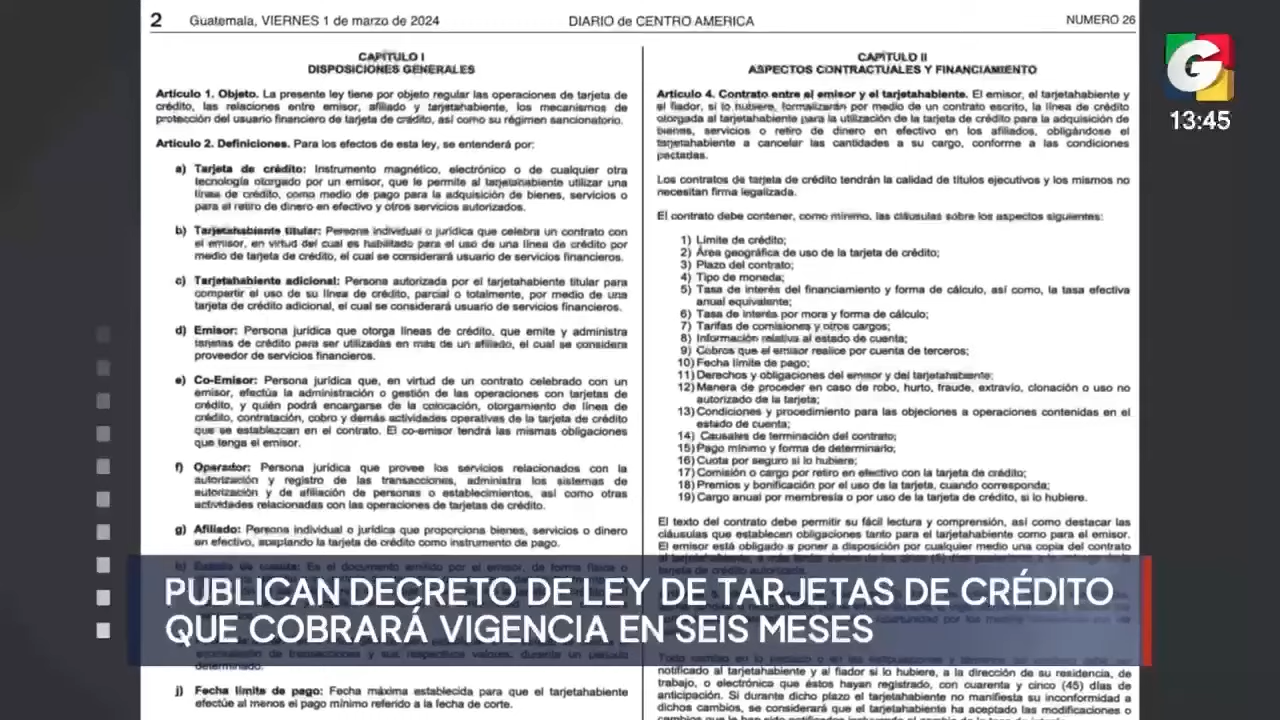 2 Guatemala, VIERNES 1 de marzo de 2024 DIARIO de CENTRO AMERICA NUMERO 26
G
13:45
CAPÍTULO I
DISPOSICIONES GENERALES
Artículo 1. Objeto. La presente ley tiene por objeto regular las operaciones de tarjeta de
crédito, las relaciones entre emisor, afiliado y tarjetahabiente, los mecanismos de
protección del usuario financiero de tarjeta de crédito, así como su régimen sancionatorio.
Artículo 2. Definiciones. Para los efectos de esta ley, se entenderá por:
a) Tarjeta de crédito: Instrumento magnético, electrónico o de cualquier otra
tecnología otorgado por un emisor, que le permite al tarjetahabiente utilizar una
línea de crédito, como medio de pago para la adquisición de bienes, servicios o
para el retiro de dinero en efectivo y otros servicios autorizados.
b) Tarjetahabiente titular: Persona individual o jurídica que celebra un contrato con
el emisor, en virtud del cual es habilitado para el uso de una línea de crédito por
medio de tarjeta de crédito, el cual se considerará usuario de servicios financieros.
c) Tarjetahabiente adicional: Persona autorizada por el tarjetahabiente titular para
compartir el uso de su línea de crédito, parcial o totalmente, por medio de una
tarjeta de crédito adicional, el cual se considerará usuario de servicios financieros.
d) Emisor: Persona jurídica que otorga líneas de crédito, que emite y administra
tarjetas de crédito para ser utilizadas en más de un afiliado, el cual se considera
proveedor de servicios financieros.
e) Co-Emisor: Persona jurídica que, en virtud de un contrato celebrado con un
emisor, efectúa la administración o gestión de las operaciones con tarjetas de
crédito, y quién podrá encargarse de la colocación, otorgamiento de línea de
crédito, contratación, cobro y demás actividades operativas de la tarjeta de crédito
que se establezcan en el contrato. El co-emisor tendrá las mismas obligaciones
que tenga el emisor.
f) Operador: Persona jurídica que provee los servicios relacionados con la
autorización y registro de las transacciones, administra los sistemas de
autorización y de afiliación de personas o establecimientos, así como otras
actividades relacionadas con las operaciones de tarjetas de crédito.
g) Afiliado: Persona individual o jurídica que proporciona bienes, servicios o dinero
en efectivo, aceptando la tarjeta de crédito como instrumento de pago.
determinado.
j) Fecha límite de pago: Fecha máxima establecida para que el tarjetahabiente
efectúe al menos el pago mínimo referido a la fecha de corte.
CAPÍTULO II
ASPECTOS CONTRACTUALES Y FINANCIAMIENTO
Artículo 4. Contrato entre el emisor y el tarjetahabiente. El emisor, el tarjetahabiente y
el fiador, si lo hubiere, formalizarán por medio de un contrato escrito, la línea de crédito
otorgada al tarjetahabiente para la utilización de la tarjeta de crédito para la adquisición de
bienes, servicios o retiro de dinero en efectivo en los afiliados, obligándose el
tarjetahabiente a cancelar las cantidades a su cargo, conforme a las condiciones
pactadas.
Los contratos de tarjeta de crédito tendrán la calidad de títulos ejecutivos y los mismos no
necesitan firma legalizada.
El contrato debe contener, como mínimo, las cláusulas sobre los aspectos siguientes:
1) Límite de crédito;
2) Área geográfica de uso de la tarjeta de crédito;
3) Plazo del contrato;
4) Tipo de moneda;
5) Tasa de interés del financiamiento y forma de cálculo, así como, la tasa efectiva
anual equivalente;
6) Tasa de interés por mora y forma de cálculo;
7) Tarifas de comisiones y otros cargos;
8) Información relativa al estado de cuenta;
9) Cobros que el emisor realice por cuenta de terceros;
10) Fecha límite de pago;
11) Derechos y obligaciones del emisor y del tarjetahabiente;
12) Manera de proceder en caso de robo, hurto, fraude, extravío, clonación o uso no
autorizado de la tarjeta;
13) Condiciones y procedimiento para las objeciones a operaciones contenidas en el
estado de cuenta;
14) Causales de terminación del contrato;
15) Pago mínimo y forma de determinarlo;
16) Cuota por seguro si lo hubiere;
17) Comisión o cargo por retiro en efectivo con la tarjeta de crédito;
18) Premios y bonificación por el uso de la tarjeta, cuando corresponda;
19) Cargo anual por membresía o por uso de la tarjeta de crédito, si lo hubiere.
El texto del contrato debe permitir su fácil lectura y comprensión, así como destacar las
cláusulas que establecen obligaciones tanto para el tarjetahabiente como para el emisor.
El emisor está obligado a poner a disposición por cualquier medio una copia del contrato
notificado al tarjetahabiente y al fiador si lo hubiere, a la dirección de su residencia, de
trabajo, o electrónica que éstos hayan registrado, con cuarenta y cinco (45) días de
anticipación. Si durante dicho plazo el tarjetahabiente no manifiesta su inconformidad a
dichos cambios, se considerará que el tarjetahabiente ha aceptado las modificaciones o
PUBLICAN DECRETO DE LEY DE TARJETAS DE CRÉDITO
QUE COBRARÁ VIGENCIA EN SEIS MESES